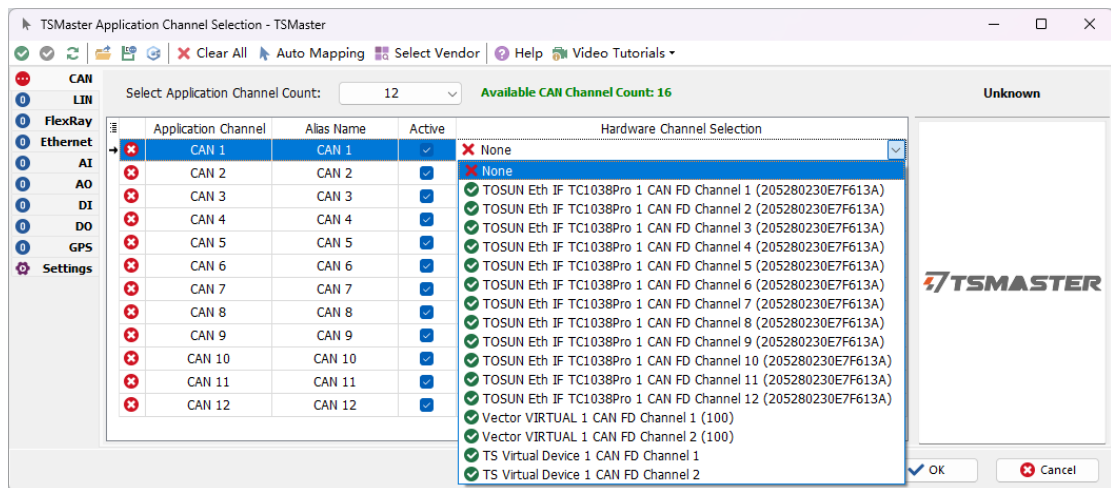 TSMaster Application Channel Selection - TSMaster
Clear All Auto Mapping Select Vendor Help Video Tutorials
CAN
LIN
FlexRay
Ethernet
AI
AO
DI
DO
GPS
Settings
Select Application Channel Count: 12 Available CAN Channel Count: 16
Application Channel Alias Name Active Hardware Channel Selection
CAN 1 CAN 1 None
CAN 2 CAN 2
CAN 3 CAN 3
CAN 4 CAN 4
CAN 5 CAN 5
CAN 6 CAN 6
CAN 7 CAN 7
CAN 8 CAN 8
CAN 9 CAN 9
CAN 10 CAN 10
CAN 11 CAN 11
CAN 12 CAN 12
None
TOSUN Eth IF TC1038Pro 1 CAN FD Channel 1 (205280230E7F613A)
TOSUN Eth IF TC1038Pro 1 CAN FD Channel 2 (205280230E7F613A)
TOSUN Eth IF TC1038Pro 1 CAN FD Channel 3 (205280230E7F613A)
TOSUN Eth IF TC1038Pro 1 CAN FD Channel 4 (205280230E7F613A)
TOSUN Eth IF TC1038Pro 1 CAN FD Channel 5 (205280230E7F613A)
TOSUN Eth IF TC1038Pro 1 CAN FD Channel 6 (205280230E7F613A)
TOSUN Eth IF TC1038Pro 1 CAN FD Channel 7 (205280230E7F613A)
TOSUN Eth IF TC1038Pro 1 CAN FD Channel 8 (205280230E7F613A)
TOSUN Eth IF TC1038Pro 1 CAN FD Channel 9 (205280230E7F613A)
TOSUN Eth IF TC1038Pro 1 CAN FD Channel 10 (205280230E7F613A)
TOSUN Eth IF TC1038Pro 1 CAN FD Channel 11 (205280230E7F613A)
TOSUN Eth IF TC1038Pro 1 CAN FD Channel 12 (205280230E7F613A)
Vector VIRTUAL 1 CAN FD Channel 1 (100)
Vector VIRTUAL 1 CAN FD Channel 2 (100)
TS Virtual Device 1 CAN FD Channel 1
TS Virtual Device 1 CAN FD Channel 2
Unknown
TSMASTER
OK Cancel